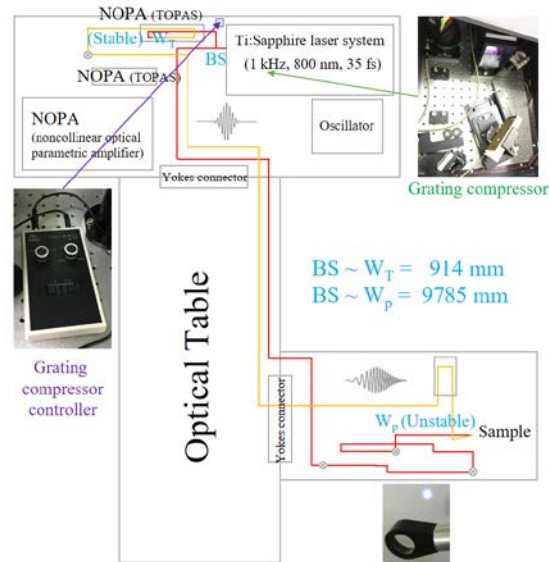 NOPA (TOPAS)
(Stable) W_T
BS
Ti:Sapphire laser system
(1 kHz, 800 nm, 35 fs)
NOPA (TOPAS)
NOPA
(noncollinear optical
parametric amplifier)
Oscillator
Grating compressor
Yokes connector
BS ~ W_T = 914 mm
BS ~ W_p = 9785 mm
Grating
compressor
controller
Optical Table
Yokes connector
W_p (Unstable)
Sample